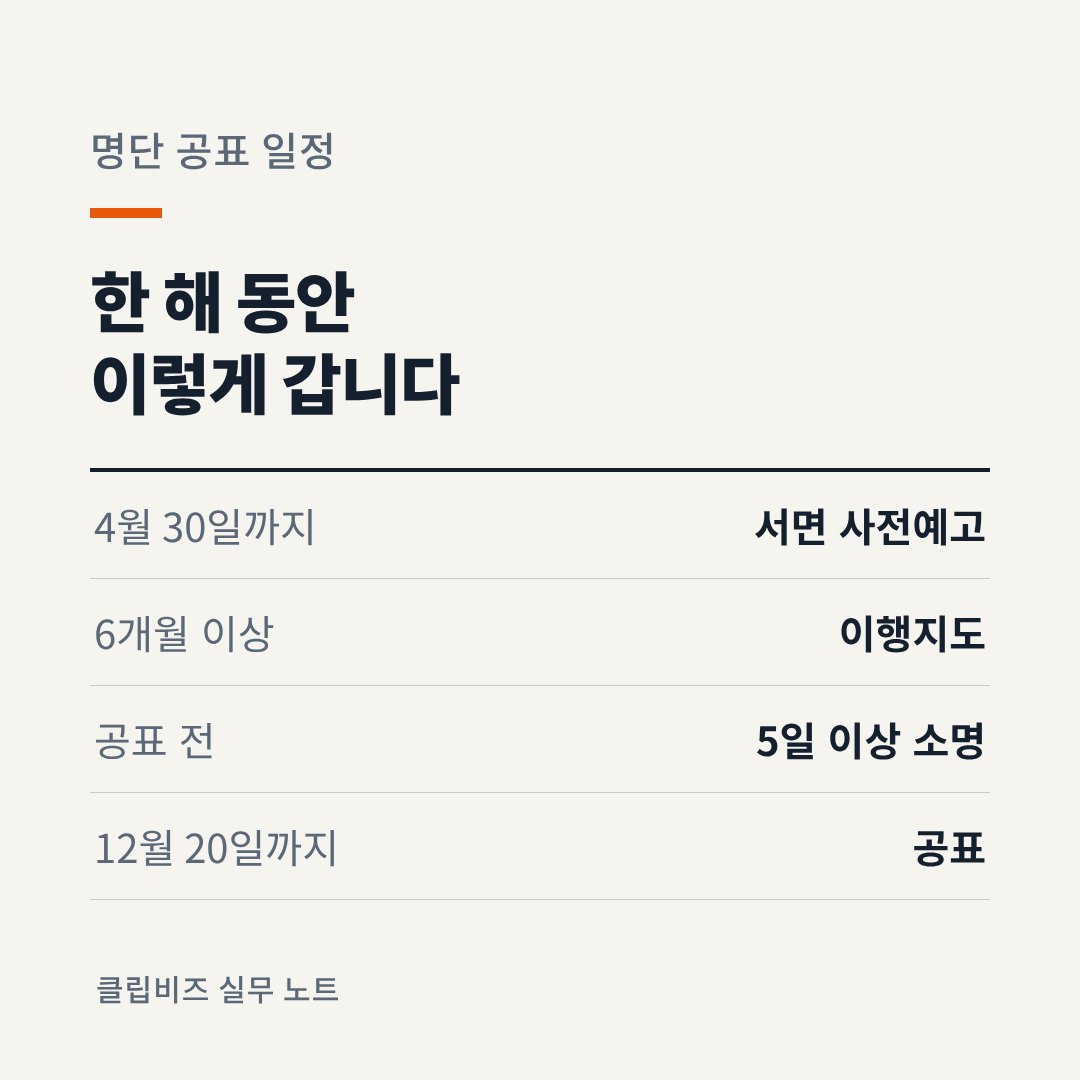 명단 공표 일정
한 해 동안
이렇게 갑니다
4월 30일까지 서면 사전예고
6개월 이상 이행지도
공표 전 5일 이상 소명
12월 20일까지 공표
클립비즈 실무 노트